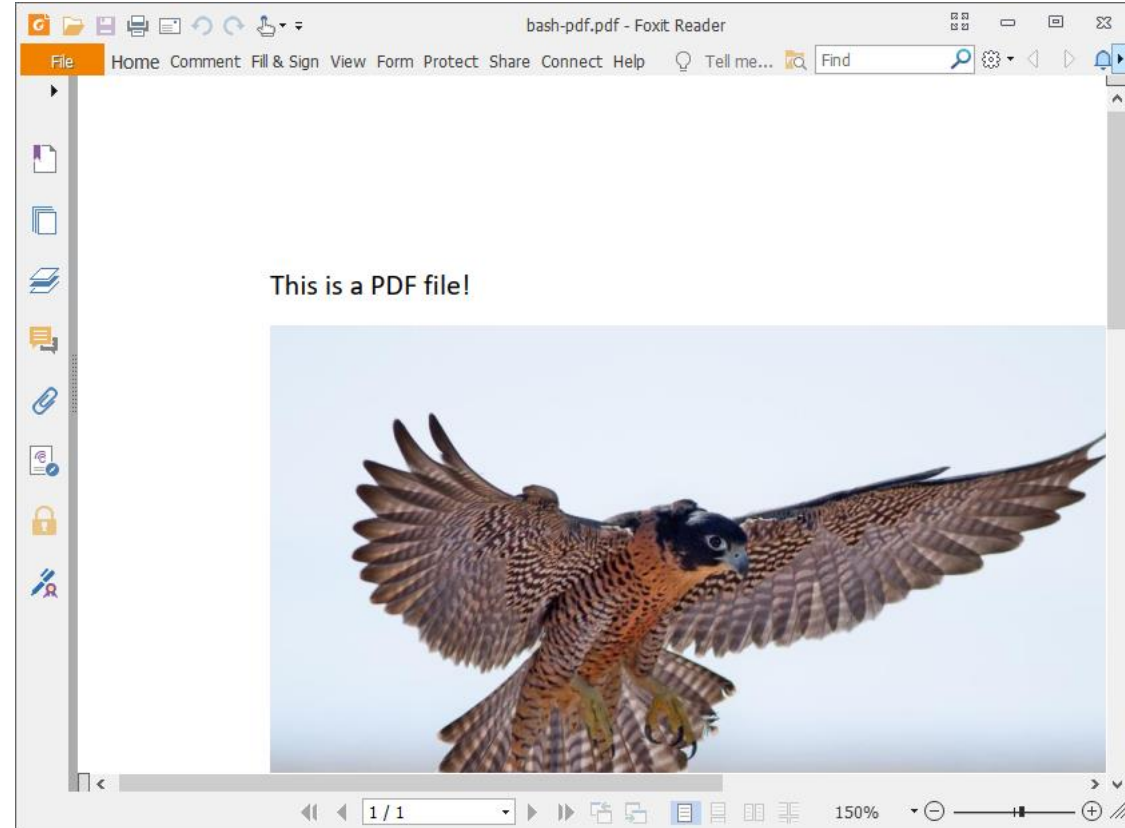 bash-pdf.pdf - Foxit Reader
File Home Comment Fill & Sign View Form Protect Share Connect Help Tell me... Find
This is a PDF file!
1 / 1 150%